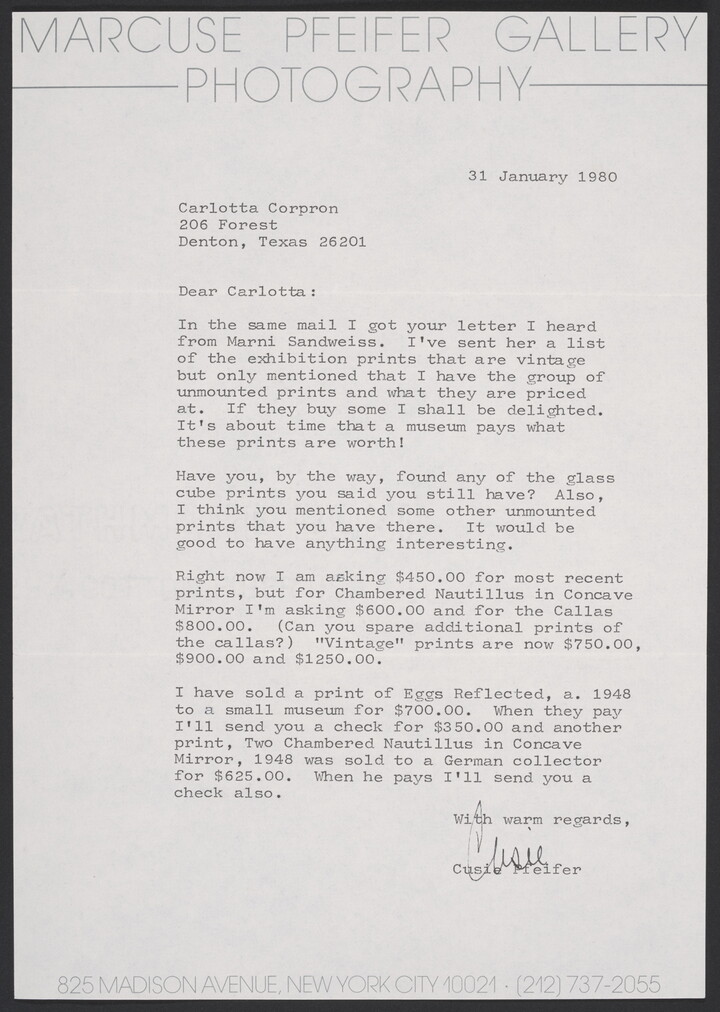 MARCUSE PFEIFER GALLERY
PHOTOGRAPHY
31 January 1980
Carlotta Corpron
206 Forest
Denton, Texas 26201
Dear Carlotta:
In the same mail I got your letter I heard
from Marni Sandweiss.  I've sent her a list
of the exhibition prints that are vintage
but only mentioned that I have the group of
unmounted prints and what they are priced
at.  If they buy some I shall be delighted.
It's about time that a museum pays what
these prints are worth!
Have you, by the way, found any of the glass
cube prints you said you still have?  Also,
I think you mentioned some other unmounted
prints that you have there.  It would be
good to have anything interesting.
Right now I am asking $450.00 for most recent
prints, but for Chambered Nautillus in Concave
Mirror I'm asking $600.00 and for the Callas
$800.00.  (Can you spare additional prints of
the callas?)  "Vintage" prints are now $750.00,
$900.00 and $1250.00.
I have sold a print of Eggs Reflected, a. 1948
to a small museum for $700.00.  When they pay
I'll send you a check for $350.00 and another
print, Two Chambered Nautillus in Concave
Mirror, 1948 was sold to a German collector
for $625.00.  When he pays I'll send you a
check also.
With warm regards,
Cusie
Cusie Pfeifer
825 MADISON AVENUE, NEW YORK CITY 10021 · (212) 737-2055